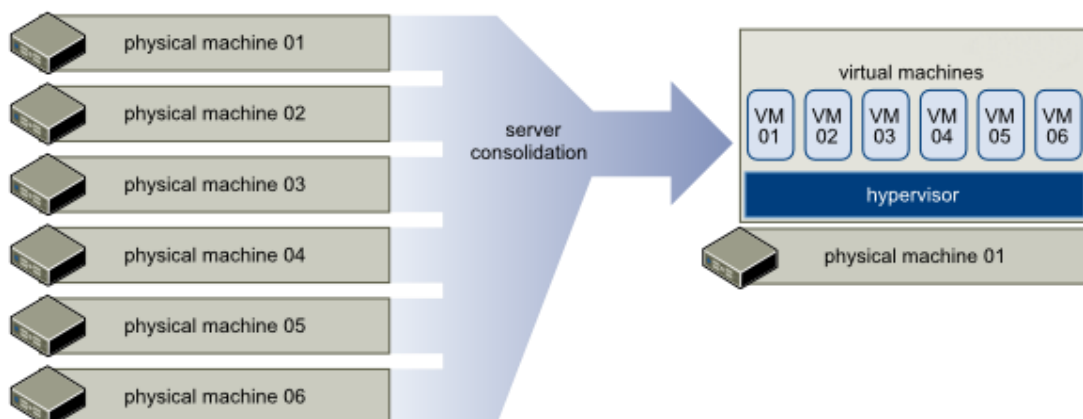 physical machine 01
physical machine 02
physical machine 03
physical machine 04
physical machine 05
physical machine 06
server
consolidation
virtual machines
VM
01
VM
02
VM
03
VM
04
VM
05
VM
06
hypervisor
physical machine 01